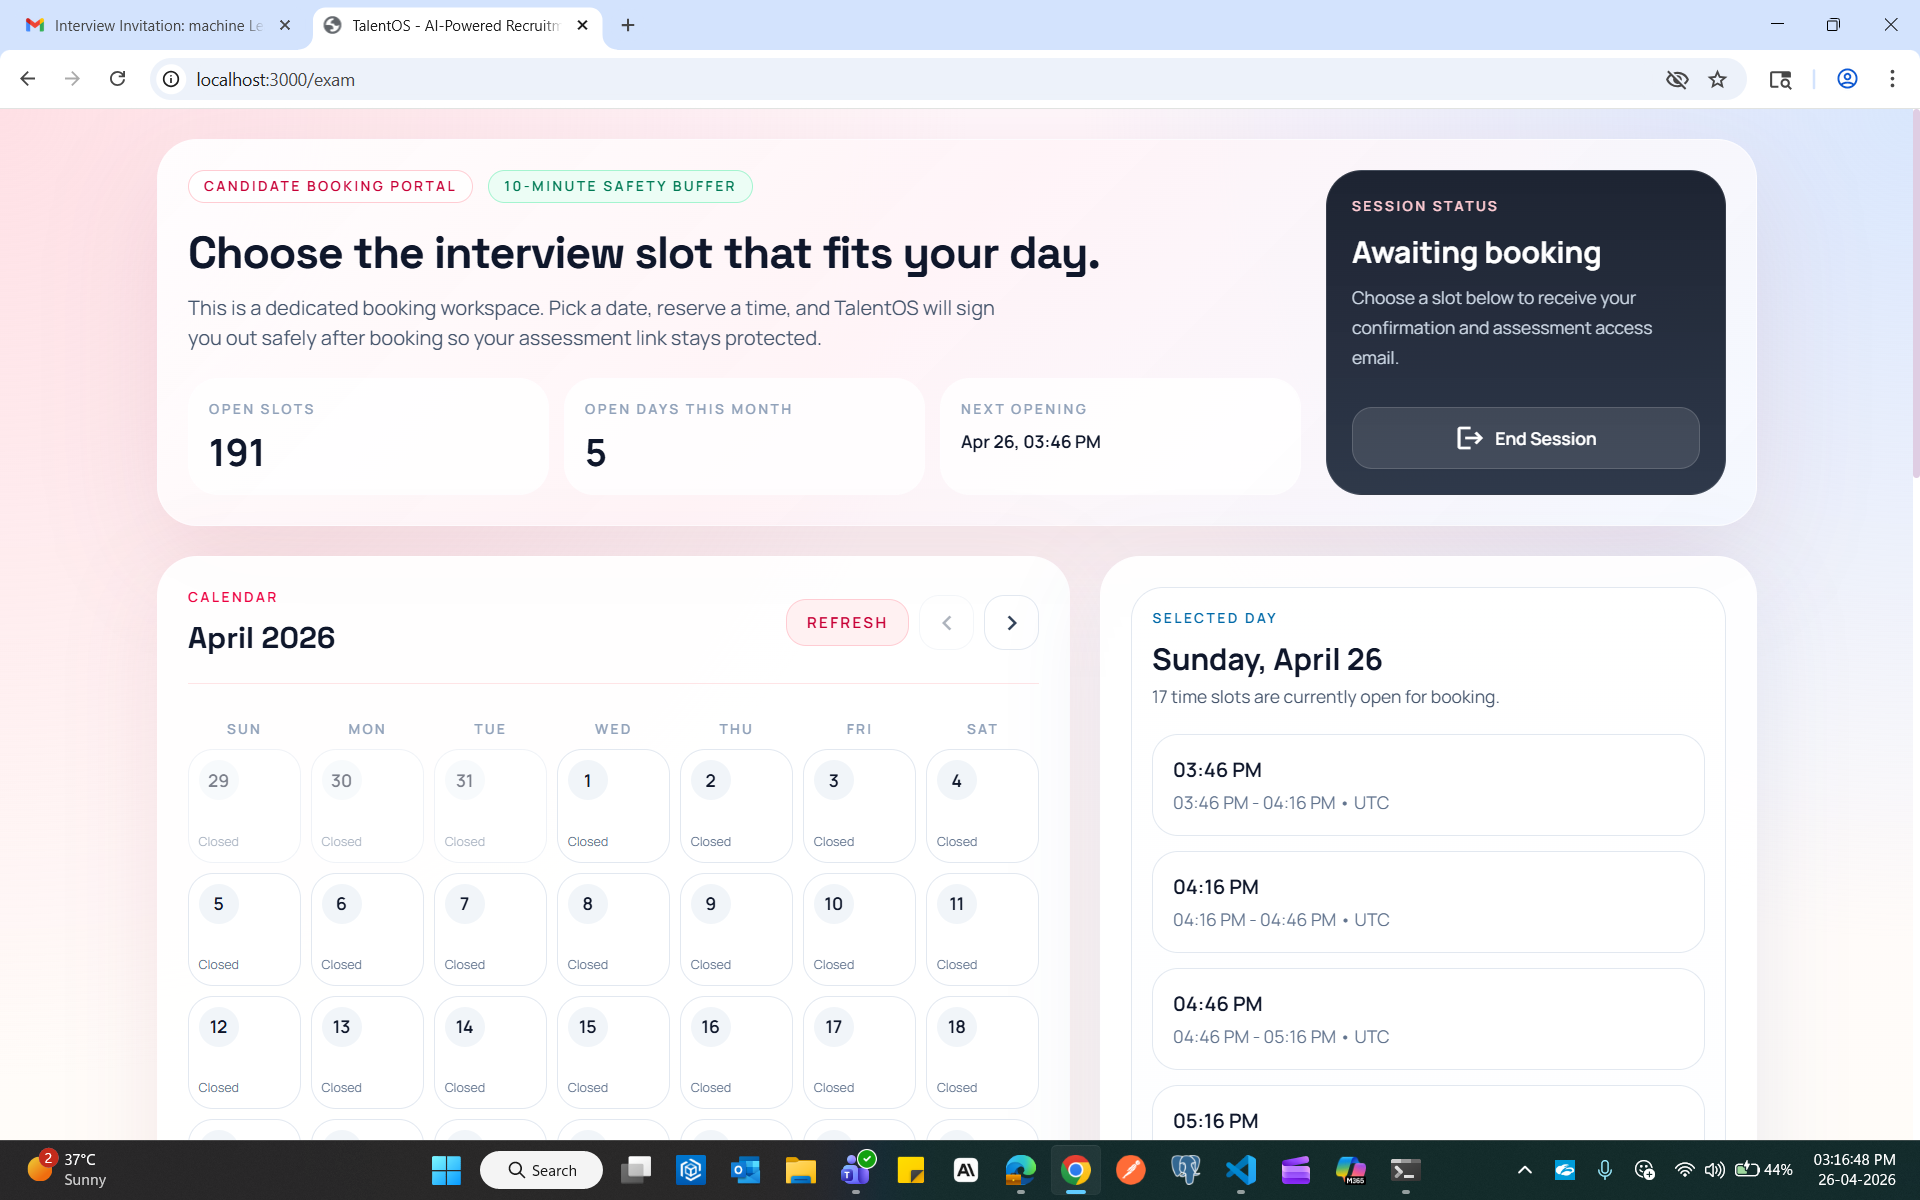 Interview Invitation: machine Le
TalentOS - AI-Powered Recruitm
localhost:3000/exam
CANDIDATE BOOKING PORTAL
10-MINUTE SAFETY BUFFER
Choose the interview slot that fits your day.
This is a dedicated booking workspace. Pick a date, reserve a time, and TalentOS will sign
you out safely after booking so your assessment link stays protected.
OPEN SLOTS
191
OPEN DAYS THIS MONTH
5
NEXT OPENING
Apr 26, 03:46 PM
SESSION STATUS
Awaiting booking
Choose a slot below to receive your
confirmation and assessment access
email.
End Session
CALENDAR
April 2026
REFRESH
SUN MON TUE WED THU FRI SAT
29 30 31 1 2 3 4
Closed Closed Closed Closed Closed Closed Closed
5 6 7 8 9 10 11
Closed Closed Closed Closed Closed Closed Closed
12 13 14 15 16 17 18
Closed Closed Closed Closed Closed Closed Closed
SELECTED DAY
Sunday, April 26
17 time slots are currently open for booking.
03:46 PM
03:46 PM - 04:16 PM • UTC
04:16 PM
04:16 PM - 04:46 PM • UTC
04:46 PM
04:46 PM - 05:16 PM • UTC
05:16 PM
2
37°C
Sunny
Search
M365
44%
03:16:48 PM
26-04-2026